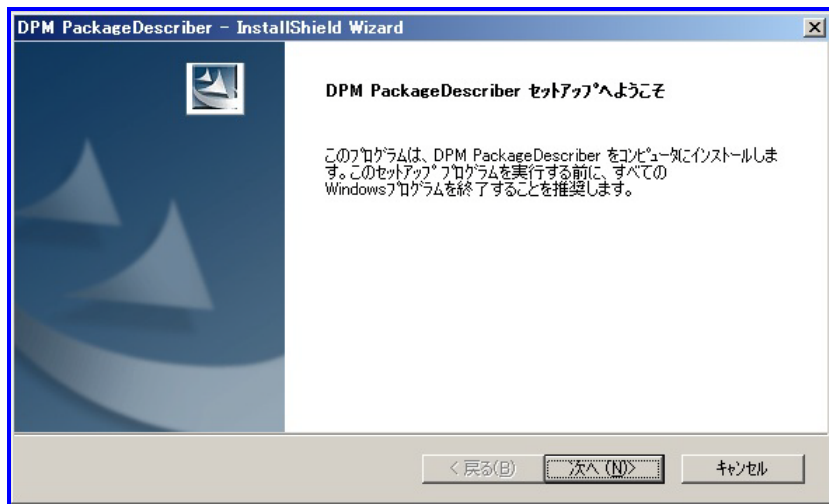 DPM PackageDescriber - InstallShield Wizard
DPM PackageDescriber ｾｯﾄｱｯﾌﾟへようこそ
このﾌﾟﾛｸﾞﾗﾑは、DPM PackageDescriber をｺﾝﾋﾟｭｰﾀにインストールしま
す。このｾｯﾄｱｯﾌﾟ ﾌﾟﾛｸﾞﾗﾑを実行する前に、すべての
Windowsﾌﾟﾛｸﾞﾗﾑを終了することを推奨します。
< 戻る(B)
次へ (N)>
ｷｬﾝｾﾙ